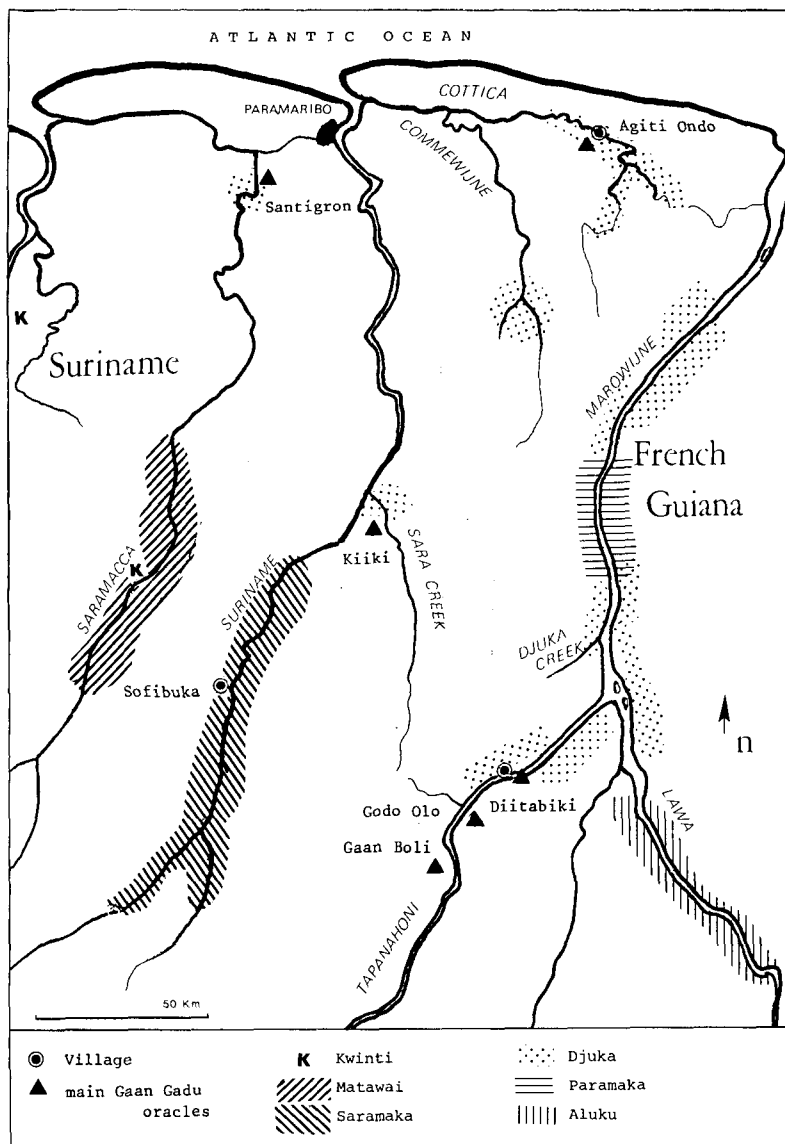 ATLANTIC OCEAN
COTTICA
PARAMARIBO
Agiti Ondo
COMMEWIJNE
Santigron
K
Suriname
MAROWIJNE
French
Guiana
Kiiki
SARA CREEK
K
SARAMACCA
SURINAME
DJUKA
CREEK
Sofibuka
n
Godo Olo
Diitabiki
LAWA
Gaan Boli
TAPANAHONI
50 Km
Village
main Gaan Gadu
oracles
K Kwinti
Matawai
Saramaka
Djuka
Paramaka
Aluku